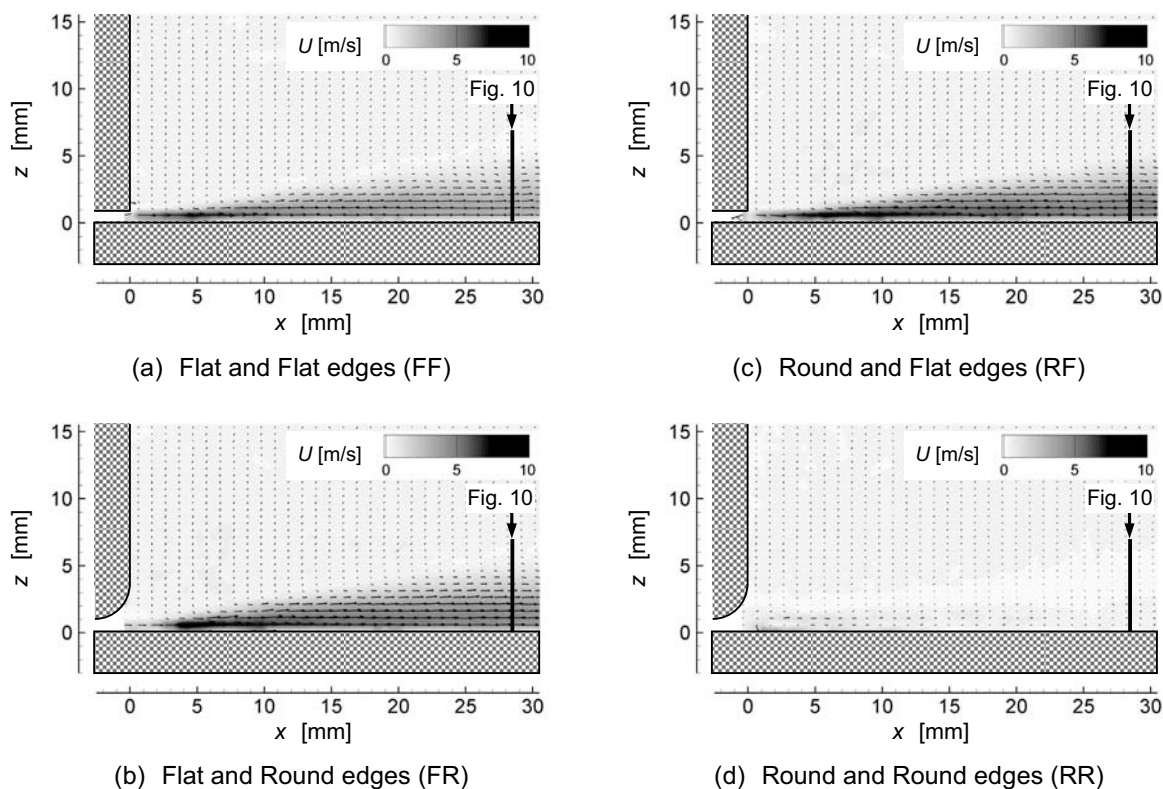 15
10
5
0
z [mm]
U [m/s]
0 5 10
Fig. 10
0 5 10 15 20 25 30
x [mm]
(a) Flat and Flat edges (FF)
15
10
5
0
z [mm]
U [m/s]
0 5 10
Fig. 10
0 5 10 15 20 25 30
x [mm]
(c) Round and Flat edges (RF)
15
10
5
0
z [mm]
U [m/s]
0 5 10
Fig. 10
0 5 10 15 20 25 30
x [mm]
(b) Flat and Round edges (FR)
15
10
5
0
z [mm]
U [m/s]
0 5 10
Fig. 10
0 5 10 15 20 25 30
x [mm]
(d) Round and Round edges (RR)